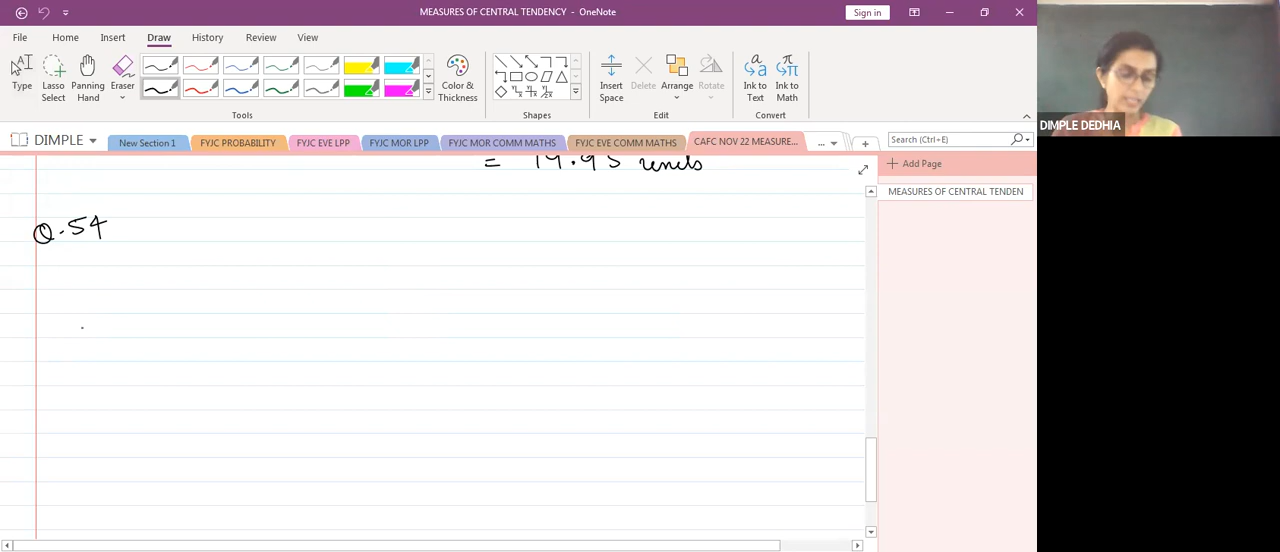 MEASURES OF CENTRAL TENDENCY - OneNote
Sign in
File Home Insert Draw History Review View
Type
Lasso Select
Panning Hand
Eraser
Color & Thickness
Insert Space
Delete
Arrange
Rotate
Ink to Text
Ink to Math
Tools Shapes Edit Convert
DIMPLE New Section 1 FYJC PROBABILITY FYJC EVE LPP FYJC MOR LPP FYJC MOR COMM MATHS FYJC EVE COMM MATHS CAFC NOV 22 MEASURE... ... Search (Ctrl+E)
DIMPLE DEDHIA
Add Page
MEASURES OF CENTRAL TENDEN
= 19.95 units
Q.54